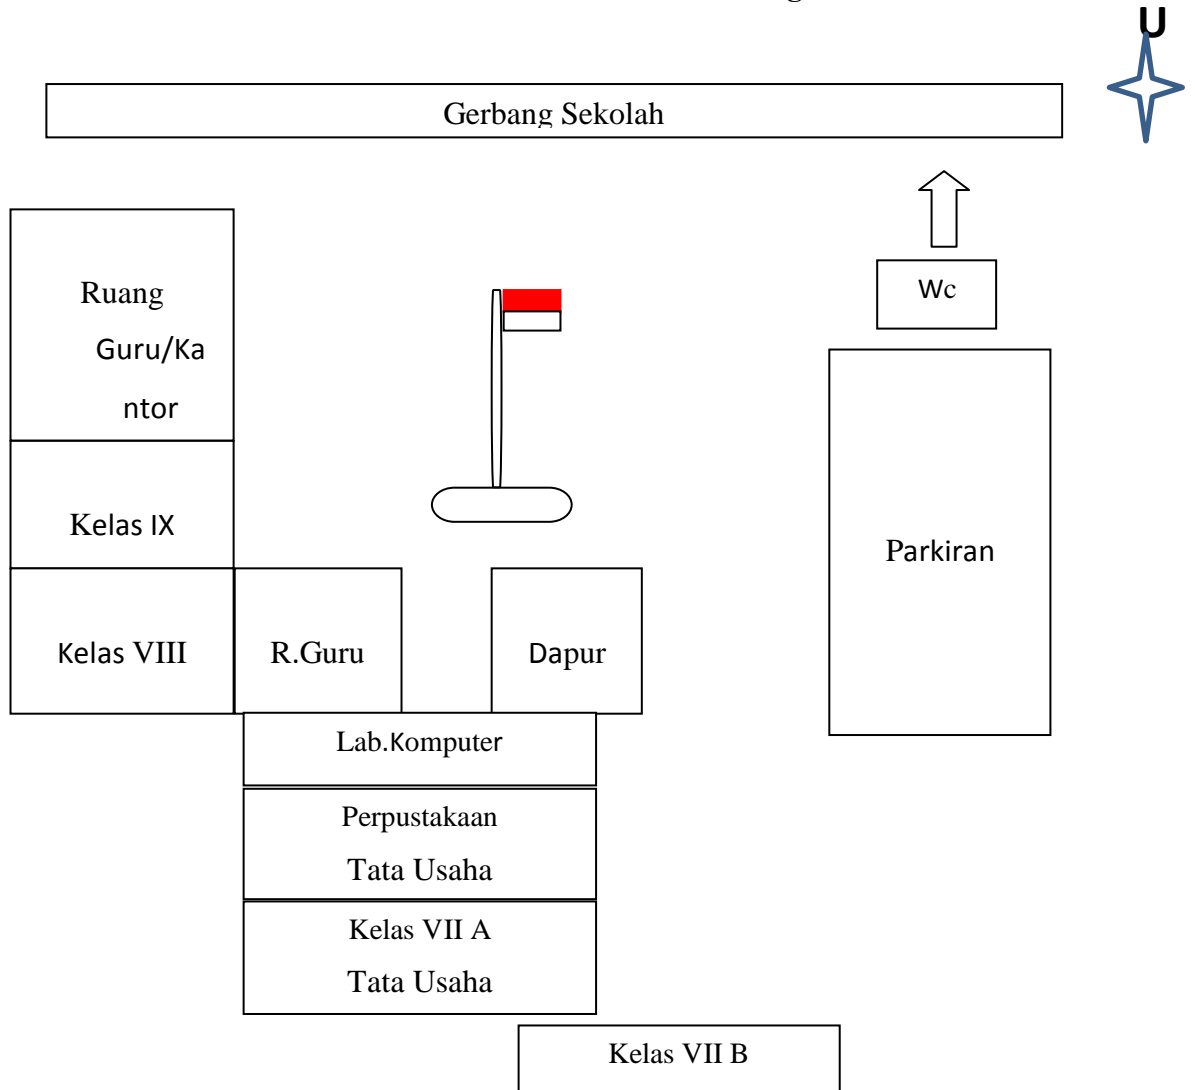 U
Gerbang Sekolah
Ruang
Guru/Ka
ntor
Wc
Kelas IX
Parkiran
Kelas VIII
R.Guru
Dapur
Lab.Komputer
Perpustakaan
Tata Usaha
Kelas VII A
Tata Usaha
Kelas VII B